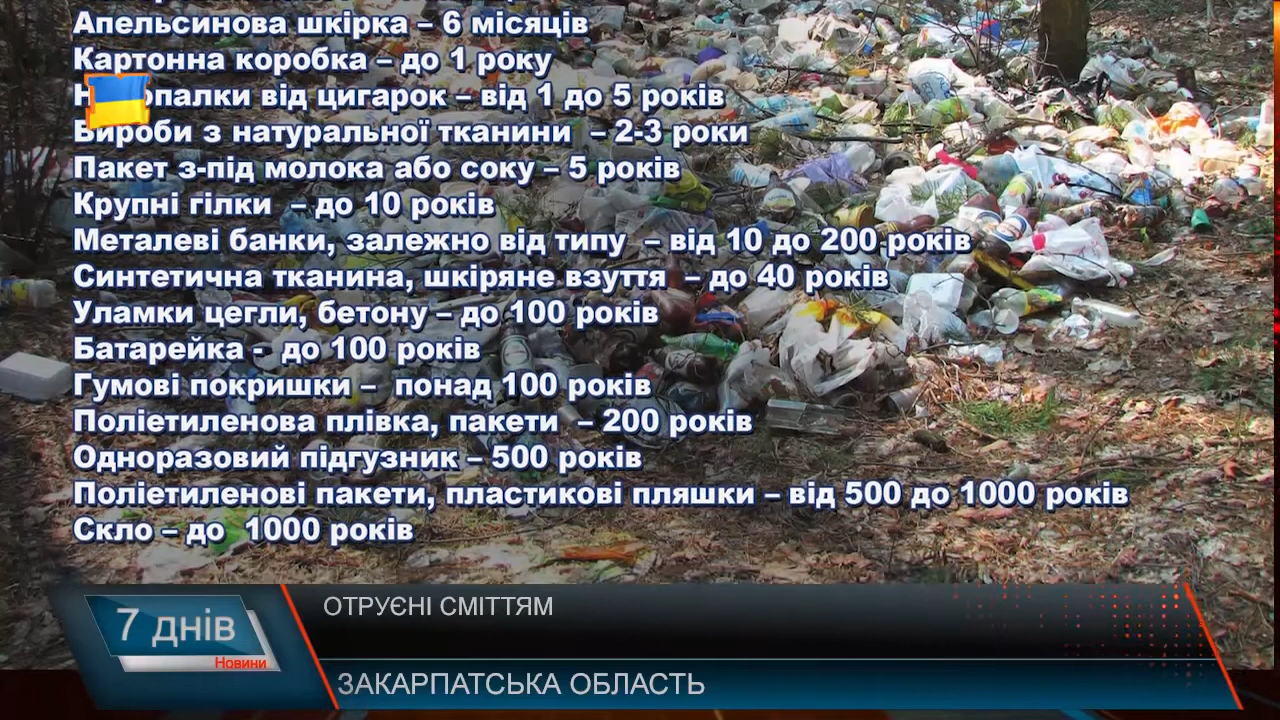 Апельсинова шкірка – 6 місяців
Картонна коробка – до 1 року
від цигарок – від 1 до 5 років
Вироби з натуральної тканини – 2-3 роки
Пакет з-під молока або соку – 5 років
Крупні гілки – до 10 років
Металеві банки, залежно від типу – від 10 до 200 років
Синтетична тканина, шкіряне взуття – до 40 років
Уламки цегли, бетону – до 100 років
Батарейка - до 100 років
Гумові покришки – понад 100 років
Поліетиленова плівка, пакети – 200 років
Одноразовий підгузник – 500 років
Поліетиленові пакети, пластикові пляшки – від 500 до 1000 років
Скло – до 1000 років
7 днів
Новини
ОТРУЄНІ СМІТТЯМ
ЗАКАРПАТСЬКА ОБЛАСТЬ